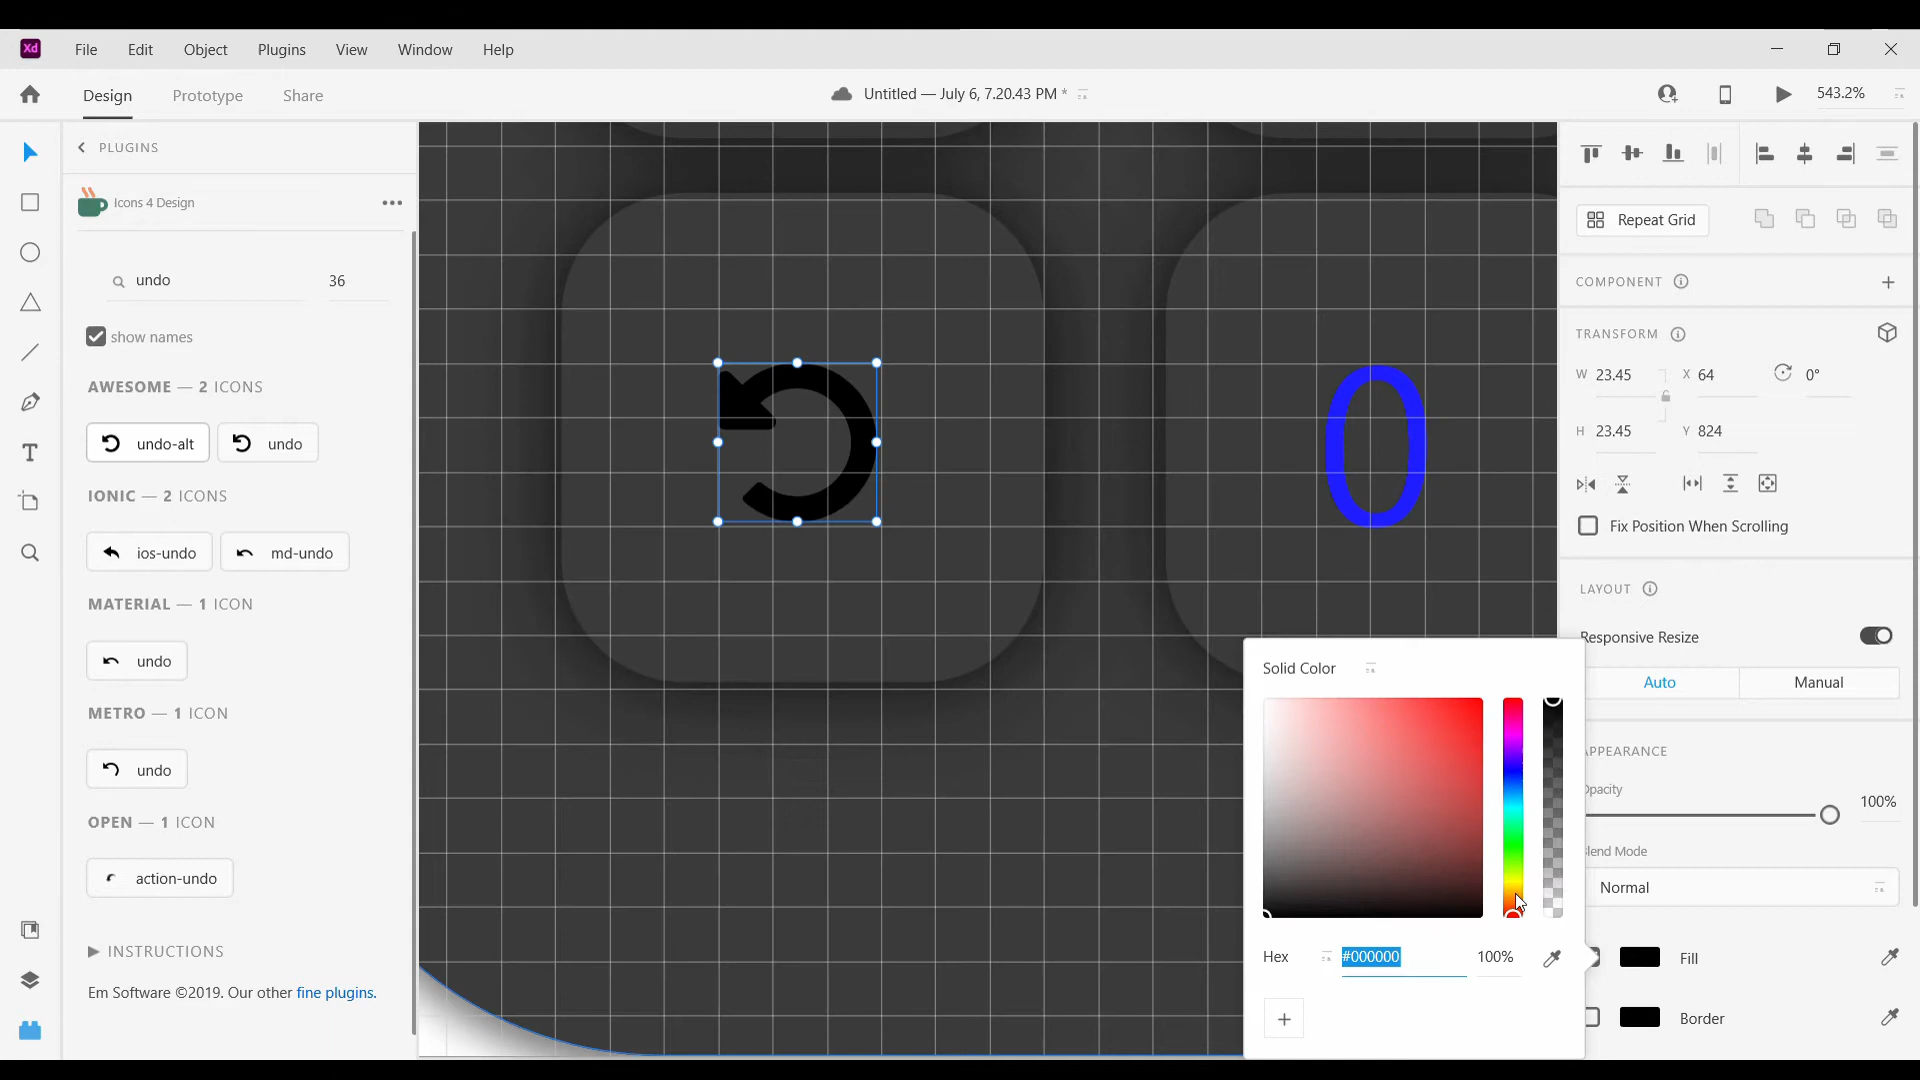 Xd File Edit Object Plugins View Window Help
Design Prototype Share Untitled — July 6, 7.20.43 PM * 543.2%
PLUGINS
Icons 4 Design
undo 36
show names
AWESOME — 2 ICONS
undo-alt undo
IONIC — 2 ICONS
ios-undo md-undo
MATERIAL — 1 ICON
undo
METRO — 1 ICON
undo
OPEN — 1 ICON
action-undo
INSTRUCTIONS
Em Software ©2019. Our other fine plugins.
0
Solid Color
Hex #000000 100%
Repeat Grid
COMPONENT
TRANSFORM
W 23.45 X 64 0°
H 23.45 Y 824
Fix Position When Scrolling
LAYOUT
Responsive Resize
Auto Manual
PPEARANCE
Opacity
100%
Blend Mode
Normal
Fill
Border